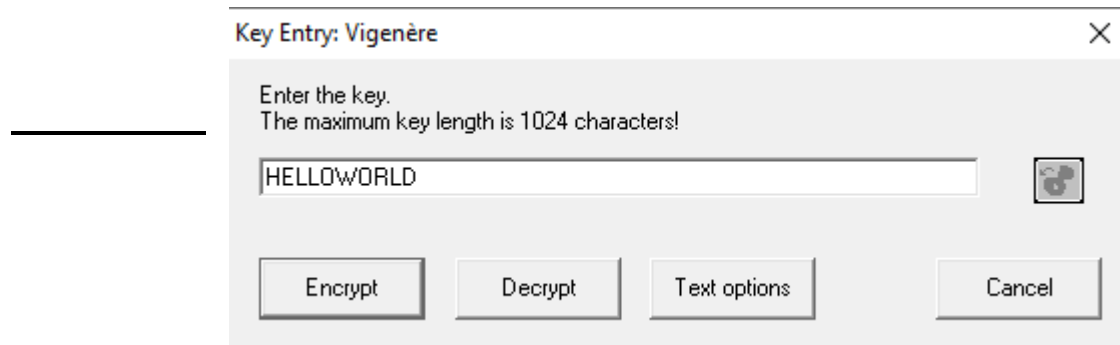 Key Entry: Vigenère
Enter the key.
The maximum key length is 1024 characters!
HELLOWORLD
Encrypt Decrypt Text options Cancel